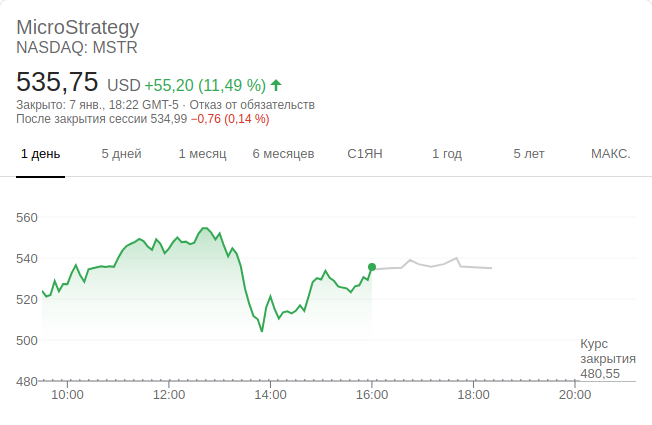 MicroStrategy
NASDAQ: MSTR
535,75 USD +55,20 (11,49 %)
Закрыто: 7 янв., 18:22 GMT-5 · Отказ от обязательств
После закрытия сессии 534,99 −0,76 (0,14 %)
1 день 5 дней 1 месяц 6 месяцев С1ЯН 1 год 5 лет МАКС.
560
540
520
500
Курс
закрытия
480,55
480
10:00 12:00 14:00 16:00 18:00 20:00